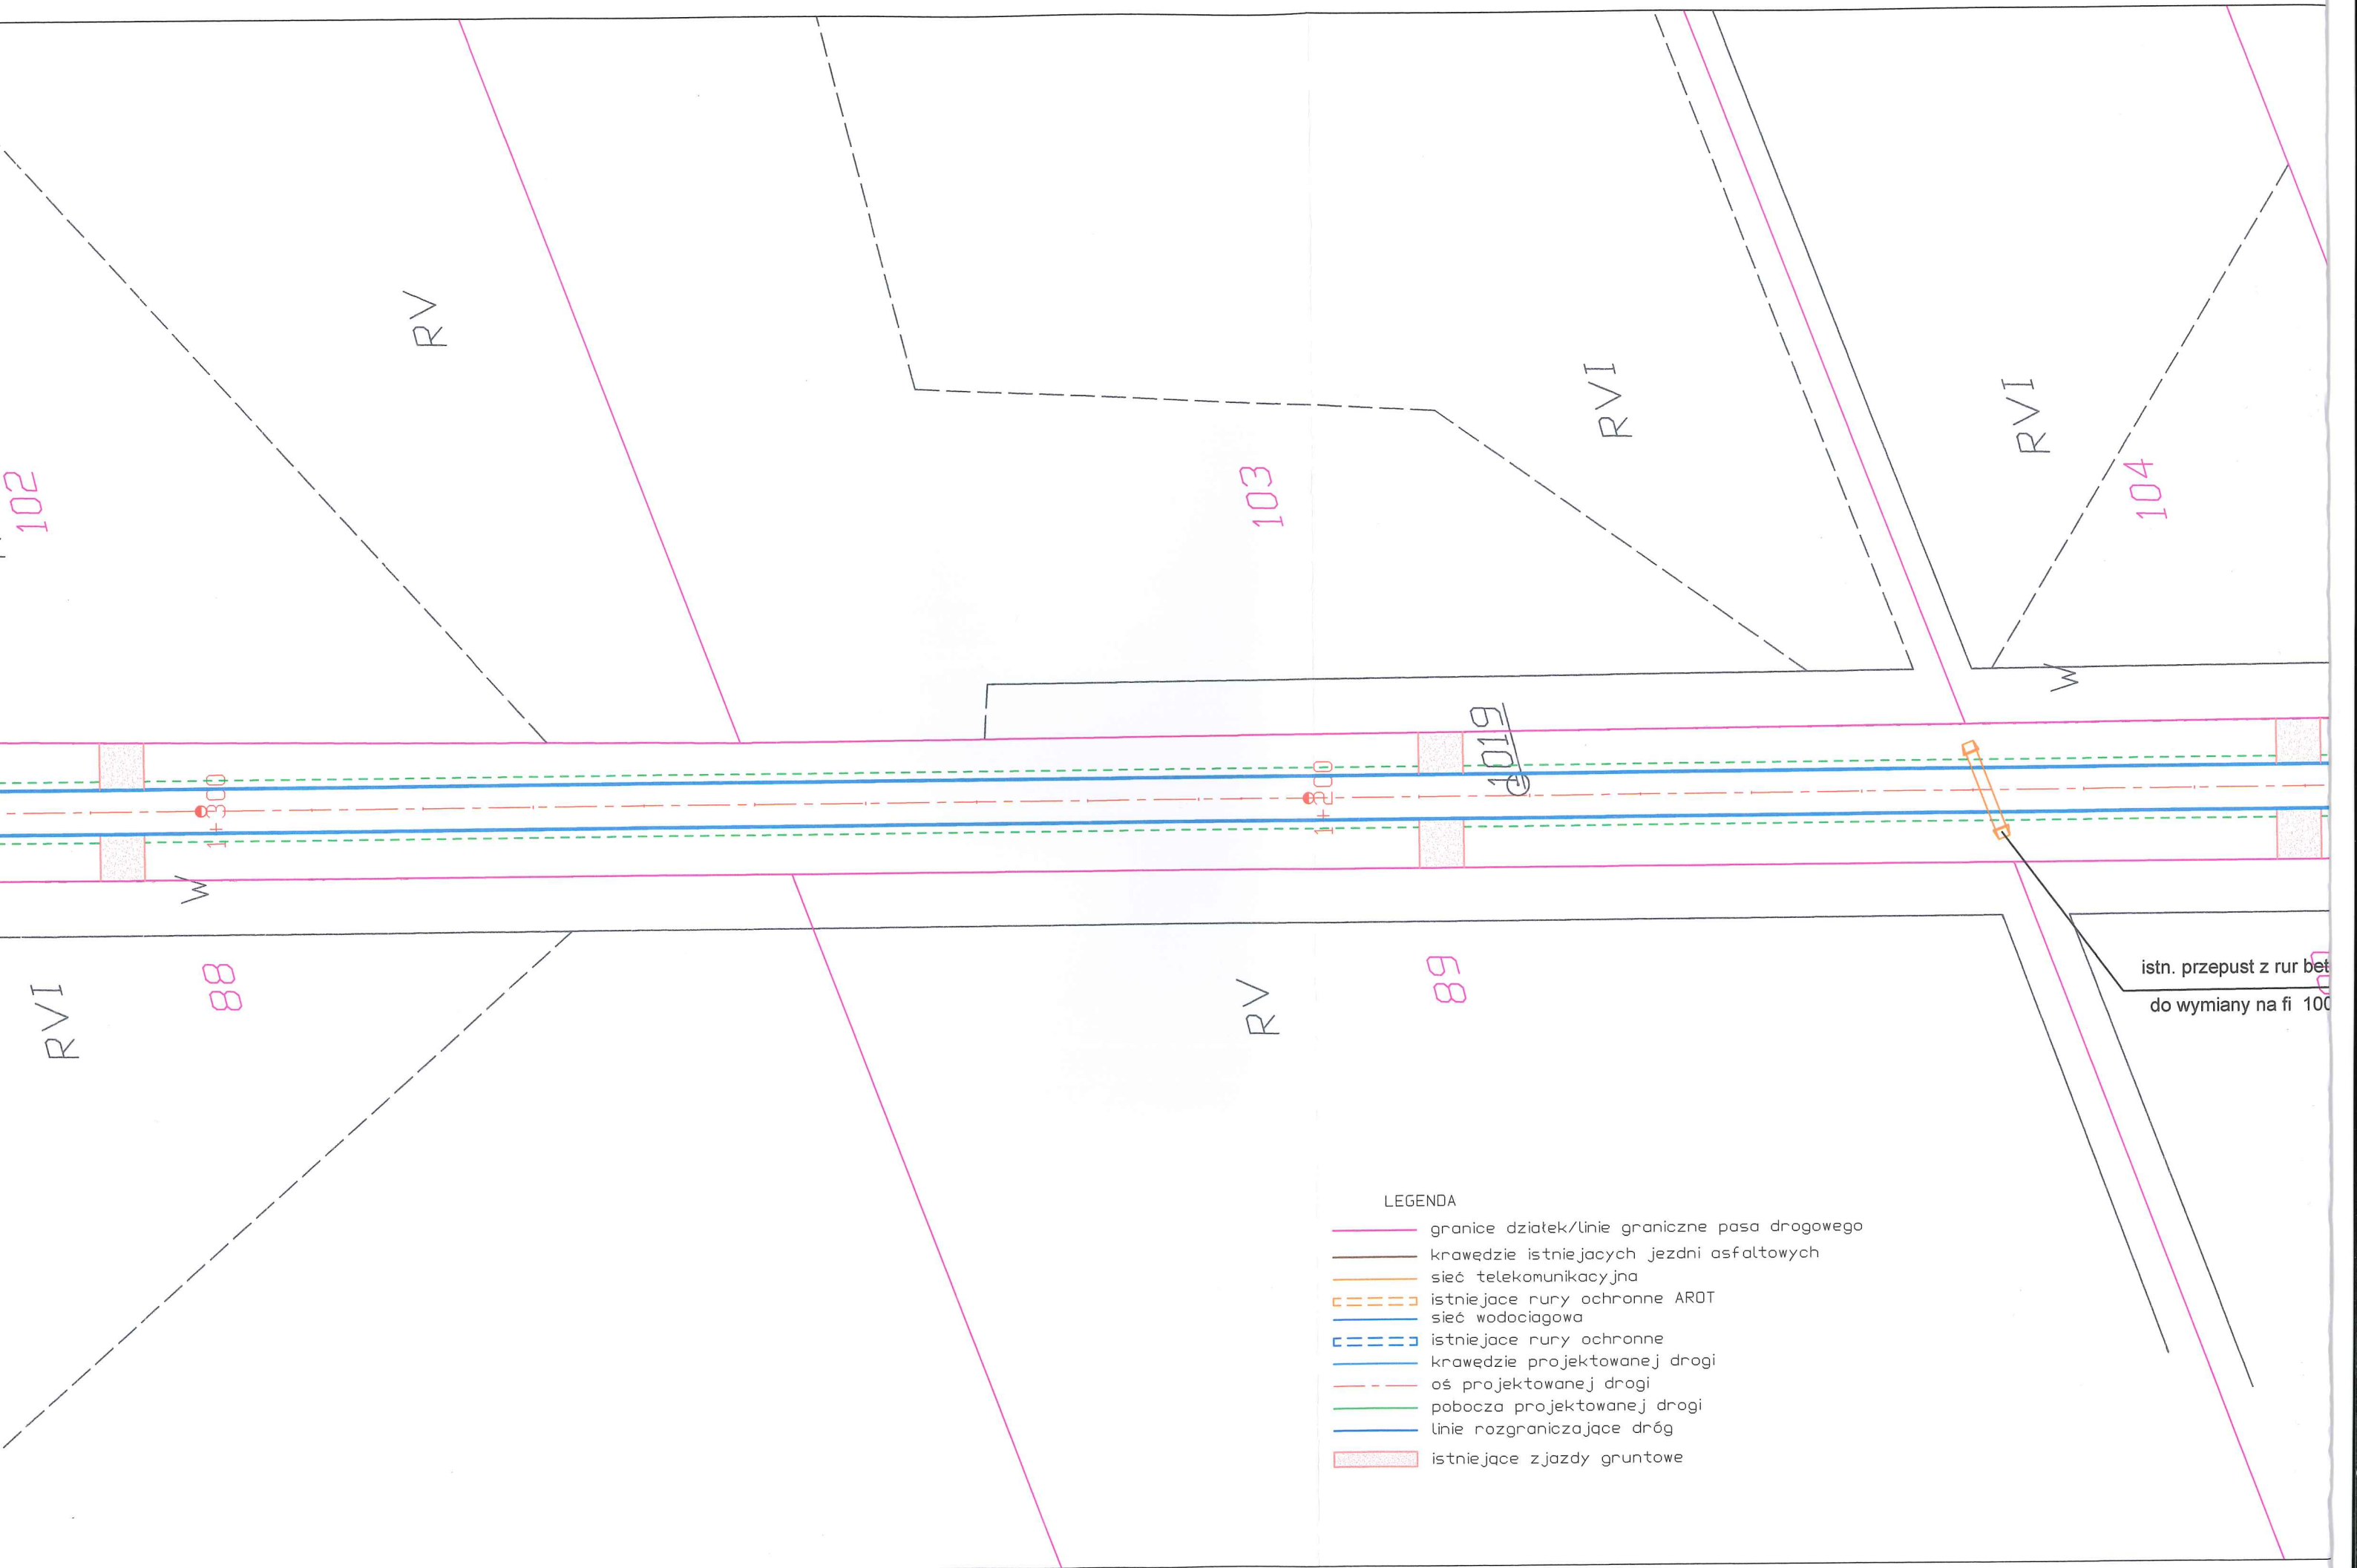 RV
RVI
RVI
102
103
104
W
1019
1+300
1+200
W
88
89
RVI
RV
istn. przepust z rur bet
do wymiany na fi 100
LEGENDA
granice działek/linie graniczne pasa drogowego
krawędzie istniejacych jezdni asfaltowych
sieć telekomunikacyjna
istniejace rury ochronne AROT
sieć wodociagowa
istniejace rury ochronne
krawędzie projektowanej drogi
oś projektowanej drogi
pobocza projektowanej drogi
linie rozgraniczające dróg
istniejące zjazdy gruntowe